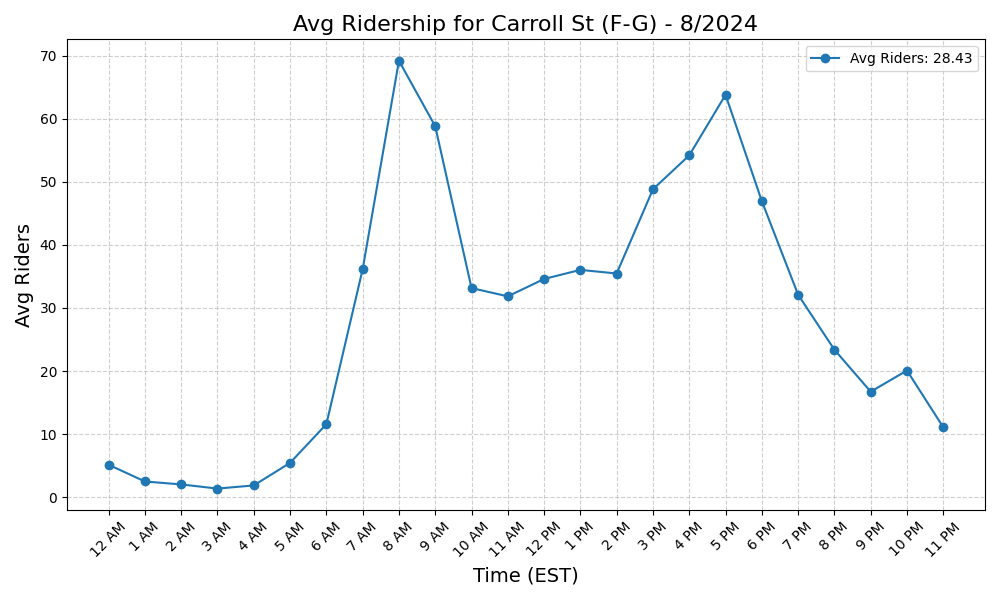 Avg Ridership for Carroll St (F-G) - 8/2024
Avg Riders: 28.43
Avg Riders
70
60
50
40
30
20
10
0
12 AM
1 AM
2 AM
3 AM
4 AM
5 AM
6 AM
7 AM
8 AM
9 AM
10 AM
11 AM
12 PM
1 PM
2 PM
3 PM
4 PM
5 PM
6 PM
7 PM
8 PM
9 PM
10 PM
11 PM
Time (EST)